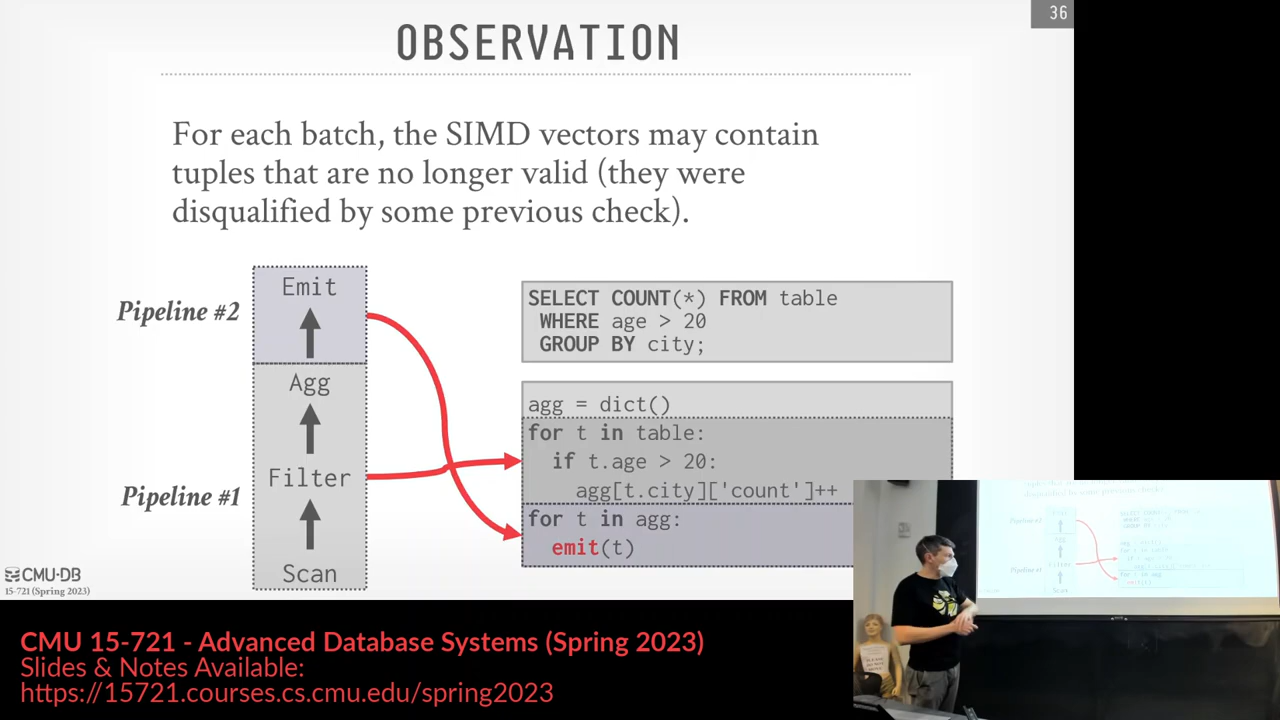 36
OBSERVATION
For each batch, the SIMD vectors may contain
tuples that are no longer valid (they were
disqualified by some previous check).
Pipeline #2
Emit
Agg
Filter
Pipeline #1
Scan
SELECT COUNT(*) FROM table
WHERE age > 20
GROUP BY city;
agg = dict()
for t in table:
if t.age > 20:
agg[t.city]['count']++
for t in agg:
emit(t)
CMU·DB
15-721 (Spring 2023)
CMU 15-721 - Advanced Database Systems (Spring 2023)
Slides & Notes Available:
https://15721.courses.cs.cmu.edu/spring2023